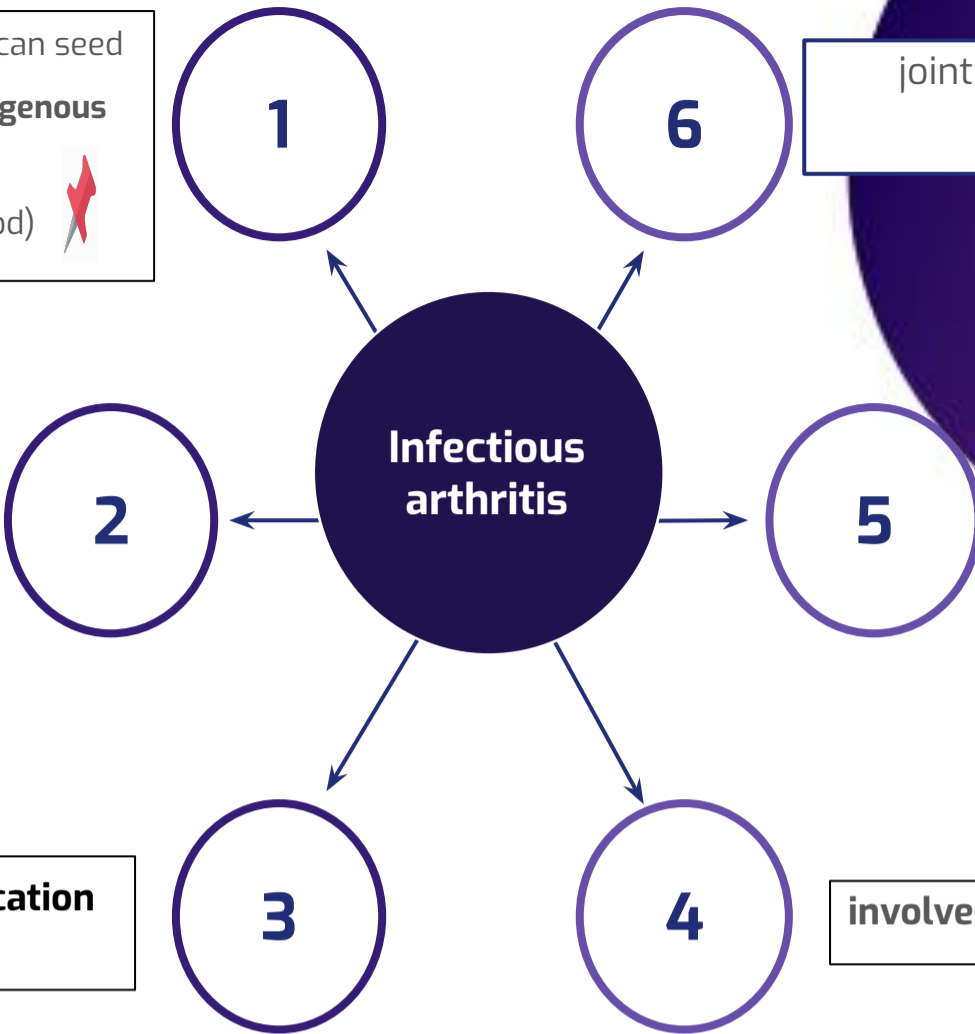 can seed
genous
od)
1
6
joint
Infectious
arthritis
2
5
cation
3
4
involve